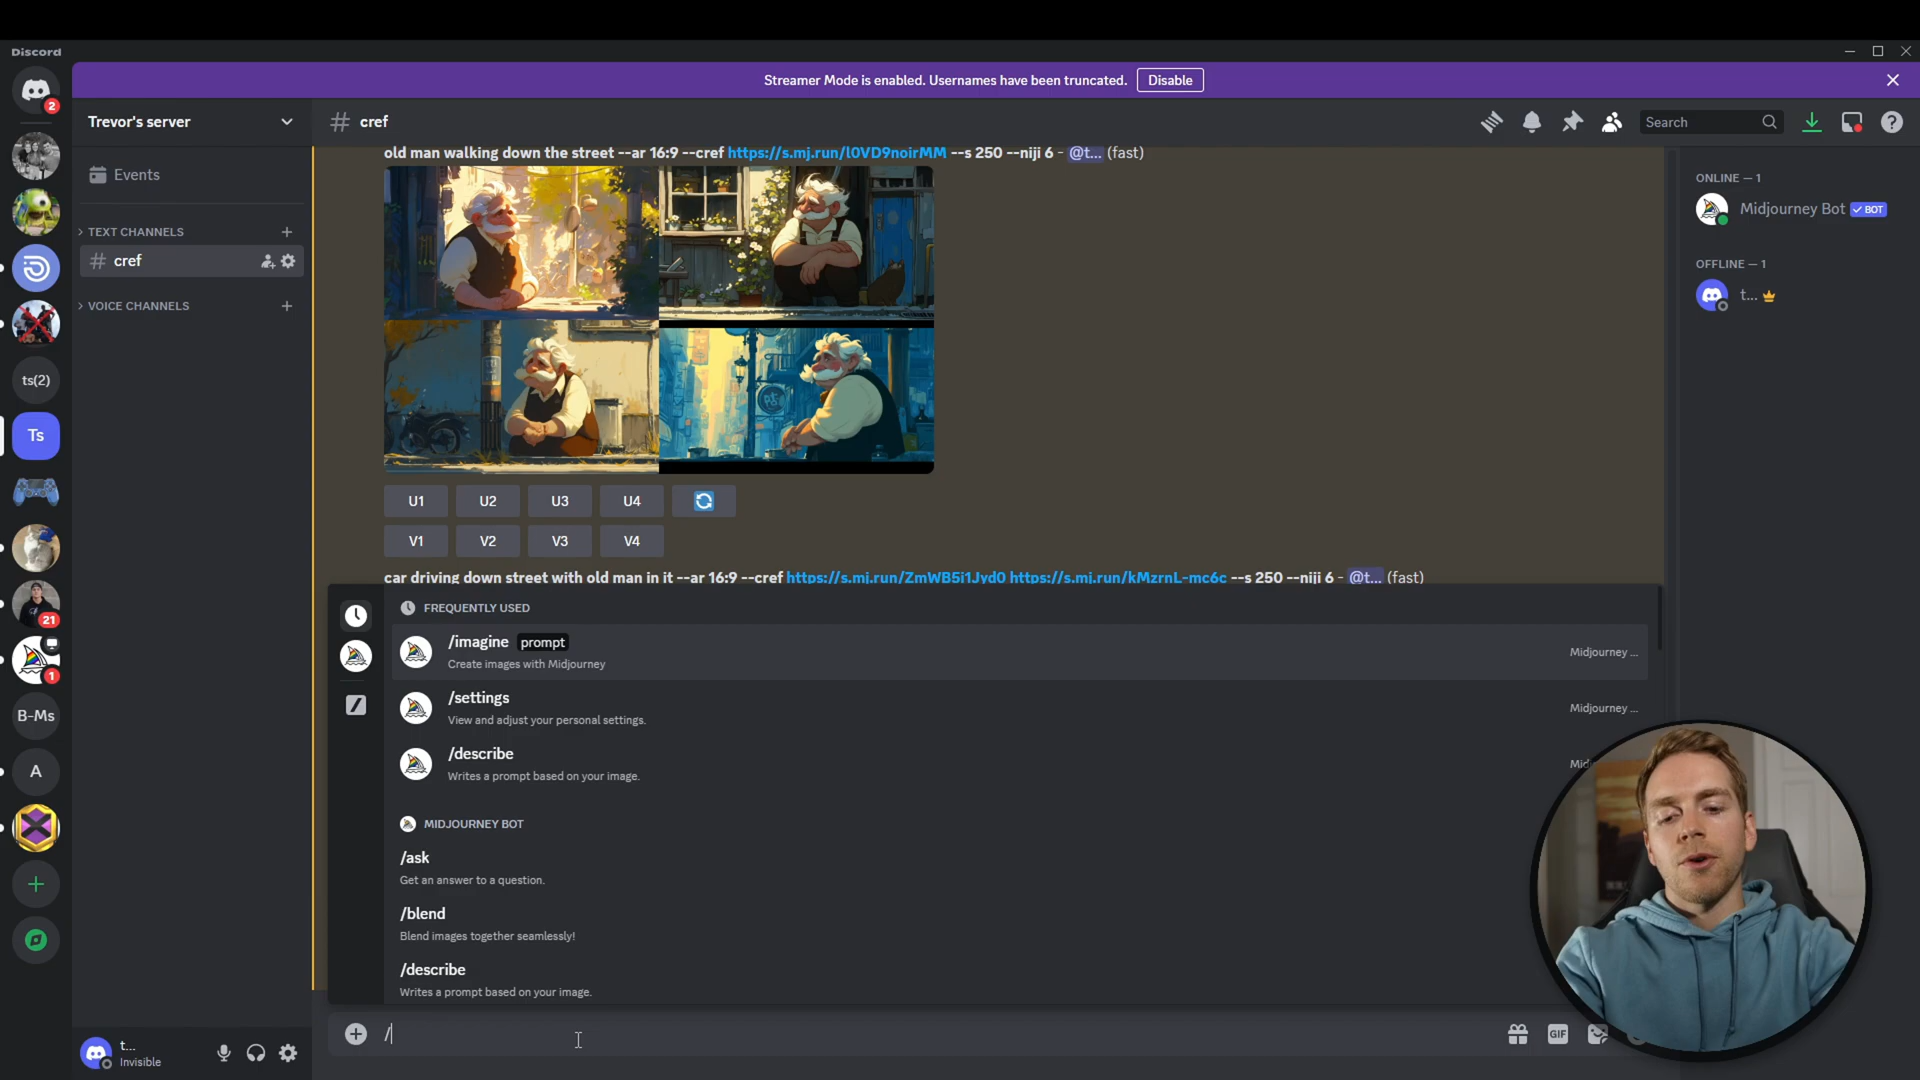 Discord
Streamer Mode is enabled. Usernames have been truncated. Disable
2
Trevor's server
cref
Search
Events
TEXT CHANNELS
cref
VOICE CHANNELS
ts(2)
Ts
21
1
B-Ms
A
old man walking down the street --ar 16:9 --cref https://s.mj.run/l0VD9noirMM --s 250 --niji 6 - @t... (fast)
U1 U2 U3 U4
V1 V2 V3 V4
car driving down street with old man in it --ar 16:9 --cref https://s.mj.run/ZmWB5i1Jyd0 https://s.mj.run/kMzrnL-mc6c --s 250 --niji 6 - @t... (fast)
FREQUENTLY USED
/imagine prompt
Create images with Midjourney
Midjourney ...
/settings
View and adjust your personal settings.
Midjourney ...
/describe
Writes a prompt based on your image.
MIDJOURNEY BOT
/ask
Get an answer to a question.
/blend
Blend images together seamlessly!
/describe
Writes a prompt based on your image.
/
GIF
t...
Invisible
ONLINE — 1
Midjourney Bot BOT
OFFLINE — 1
t...